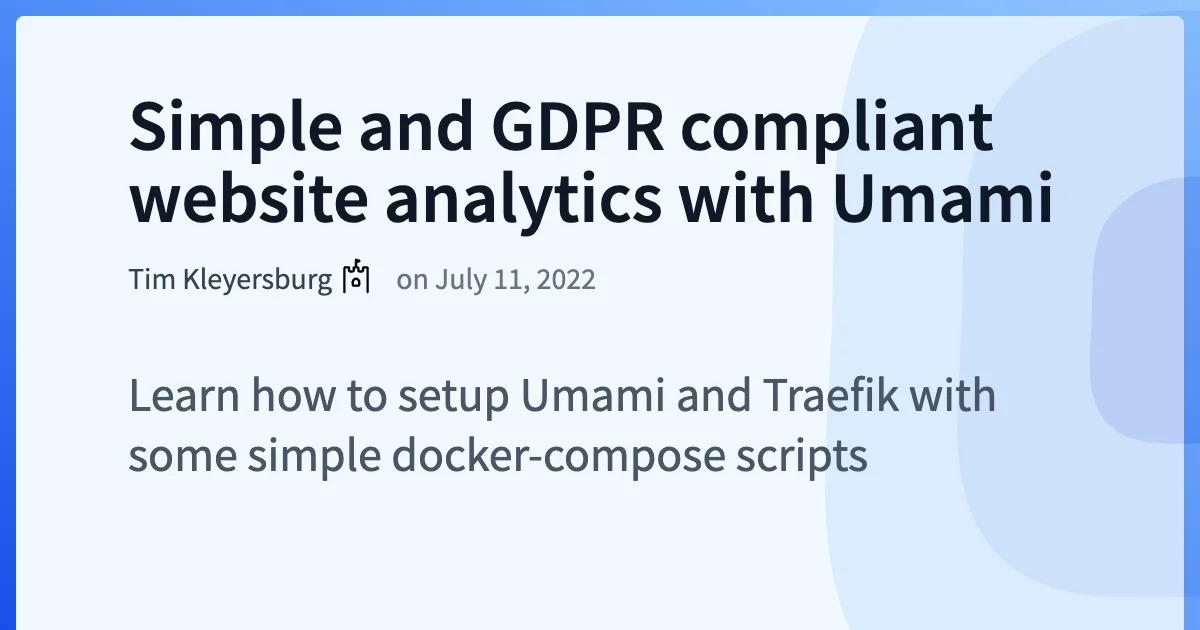 Simple and GDPR compliant
website analytics with Umami
Tim Kleyersburg on July 11, 2022
Learn how to setup Umami and Traefik with
some simple docker-compose scripts